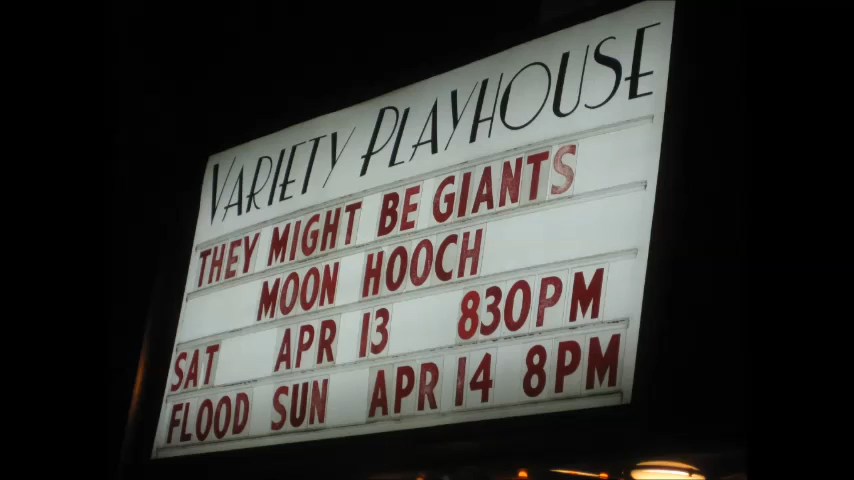 VARIETY PLAYHOUSE
THEY MIGHT BE GIANTS
MOON HOOCH
SAT APR 13 830PM
FLOOD SUN APR 14 8PM